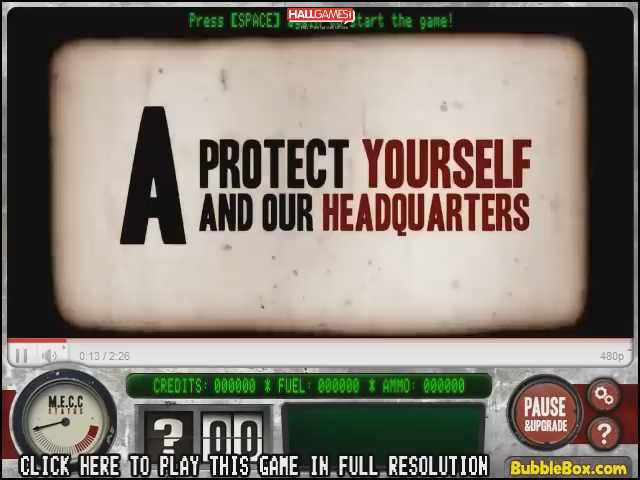 Press [SPACE] start the game!
HALLGAMES
A PROTECT YOURSELF
AND OUR HEADQUARTERS
0:13 / 2:26
480p
M.E.C.C
STATUS
CREDITS: 000000 * FUEL: 000000 * AMMO: 000000
? 00
PAUSE
&UPGRADE
?
CLICK HERE TO PLAY THIS GAME IN FULL RESOLUTION
BubbleBox.com